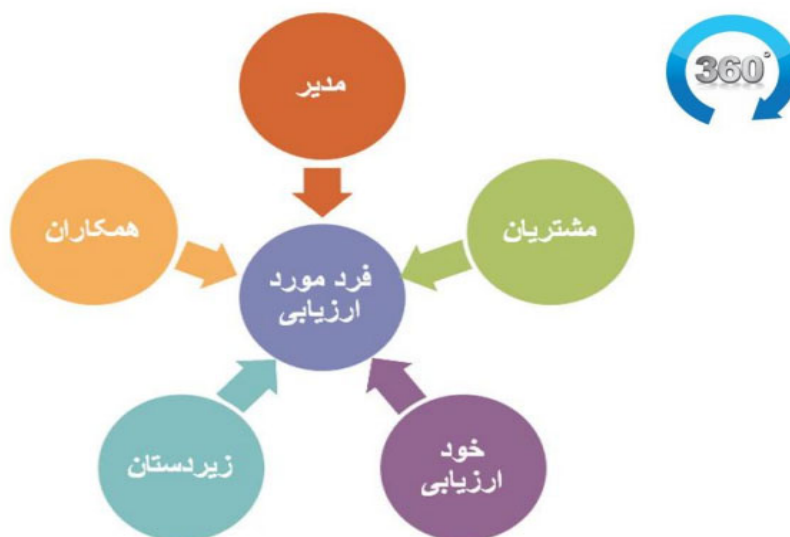 360°
مدیر
مشتریان
همکاران
فرد مورد
ارزیابی
خود
ارزیابی
زیردستان